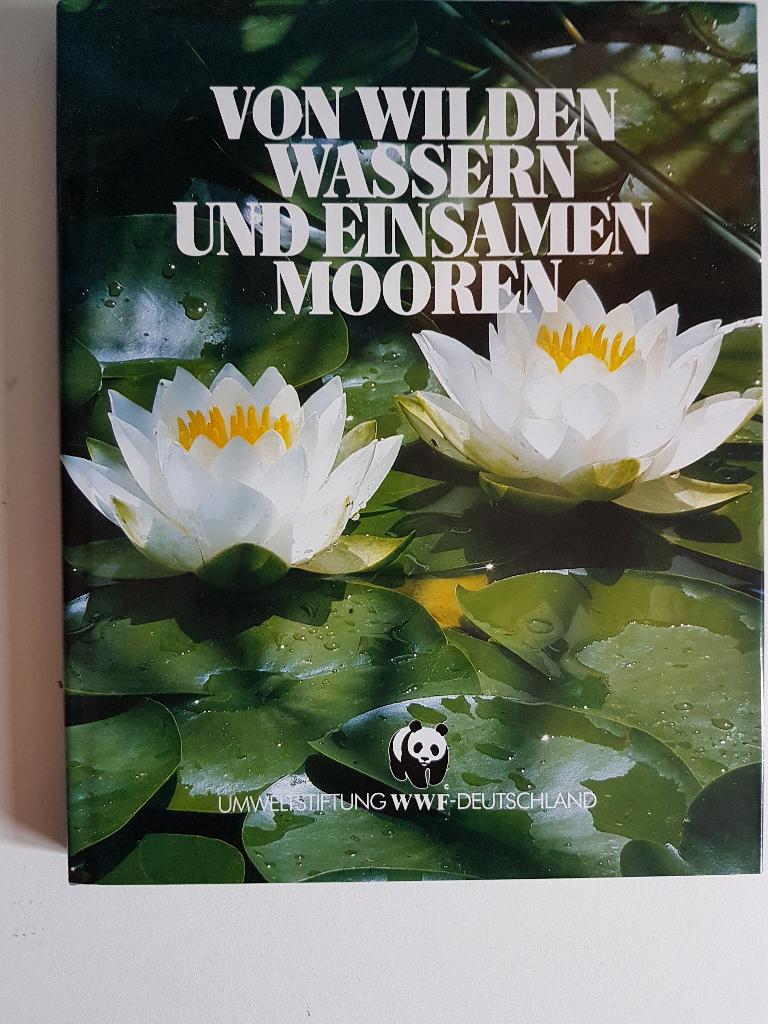 VON WILDEN
WASSERN
UND EINSAMEN
MOOREN
©
UMWELTSTIFTUNG WWF-DEUTSCHLAND